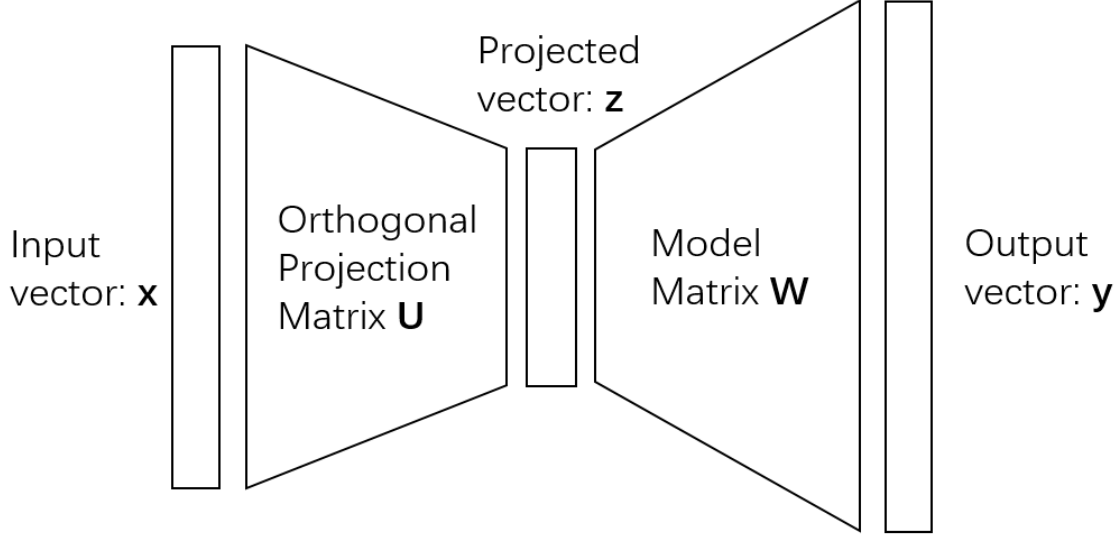 Input
vector: x
Orthogonal
Projection
Matrix U
Projected
vector: z
Model
Matrix W
Output
vector: y